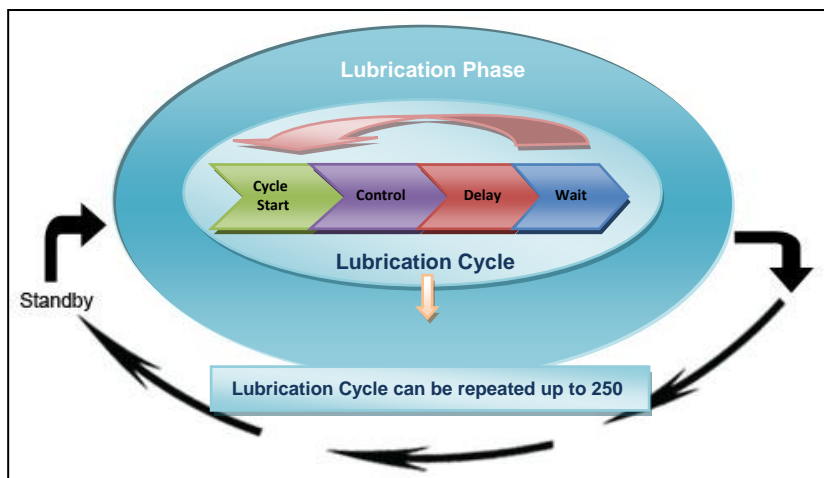 Lubrication Phase
Cycle
Start
Control
Delay
Wait
Lubrication Cycle
Standby
Lubrication Cycle can be repeated up to 250